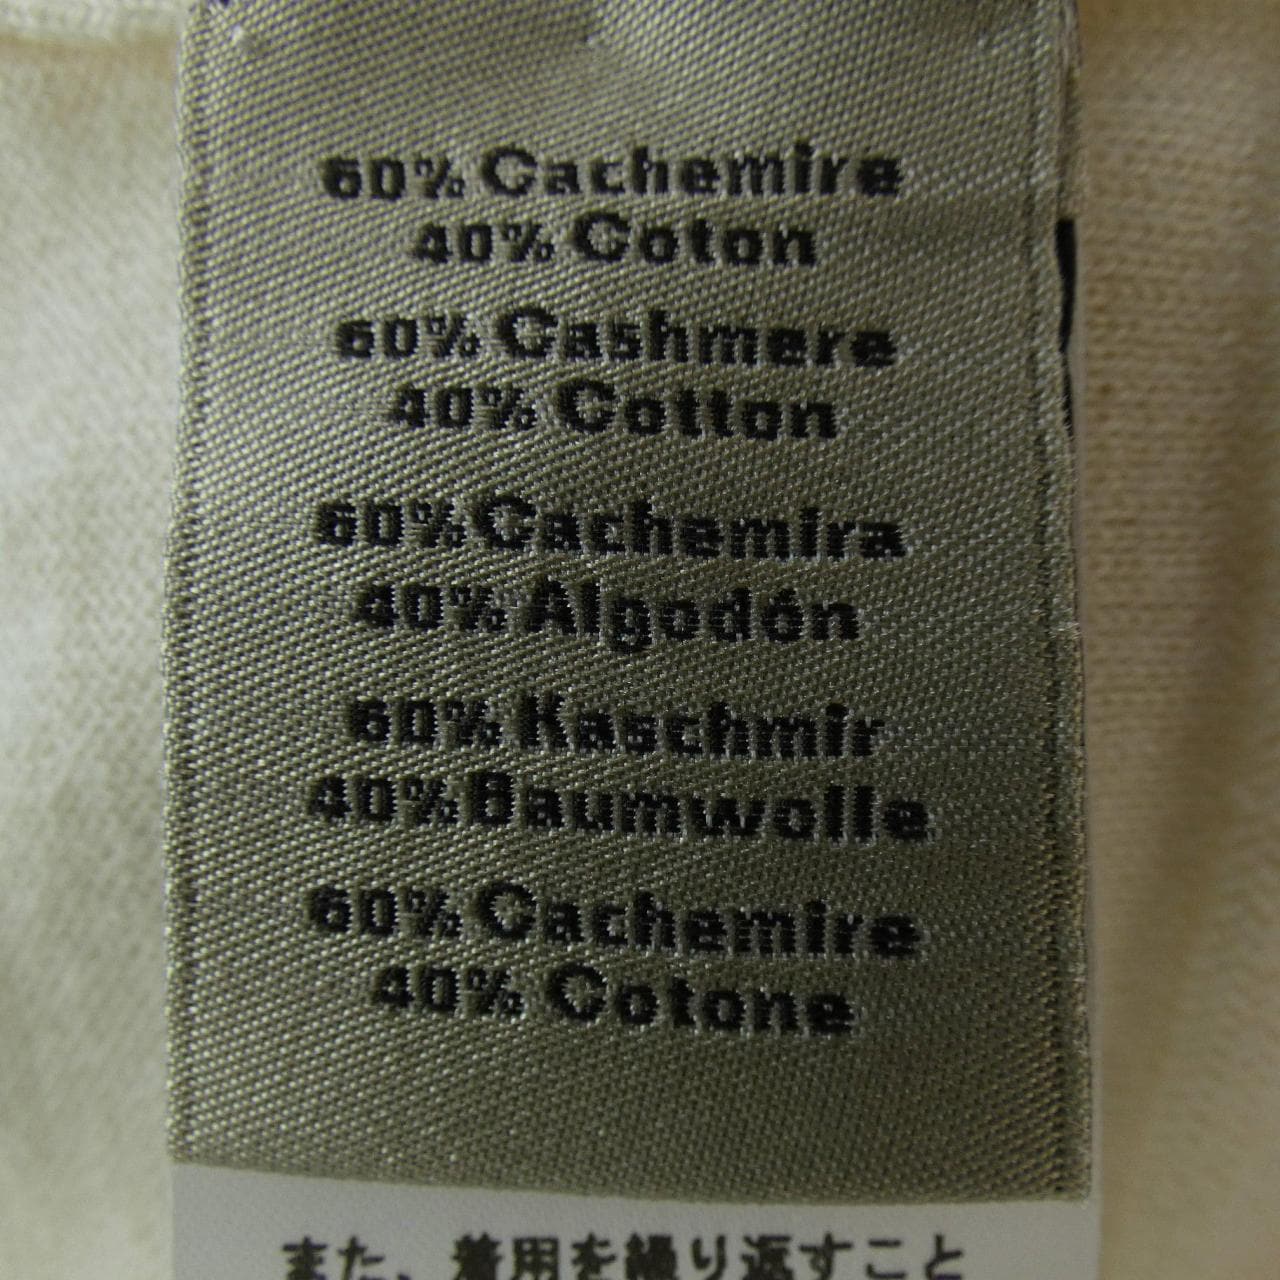 60% Cachemire
40% Coton
60% Cashmere
40% Cotton
60% Cachemira
40% Algodón
60% Kaschmir
40% Baumwolle
60% Cachemire
40% Cotone
また、着用を繰り返すこと